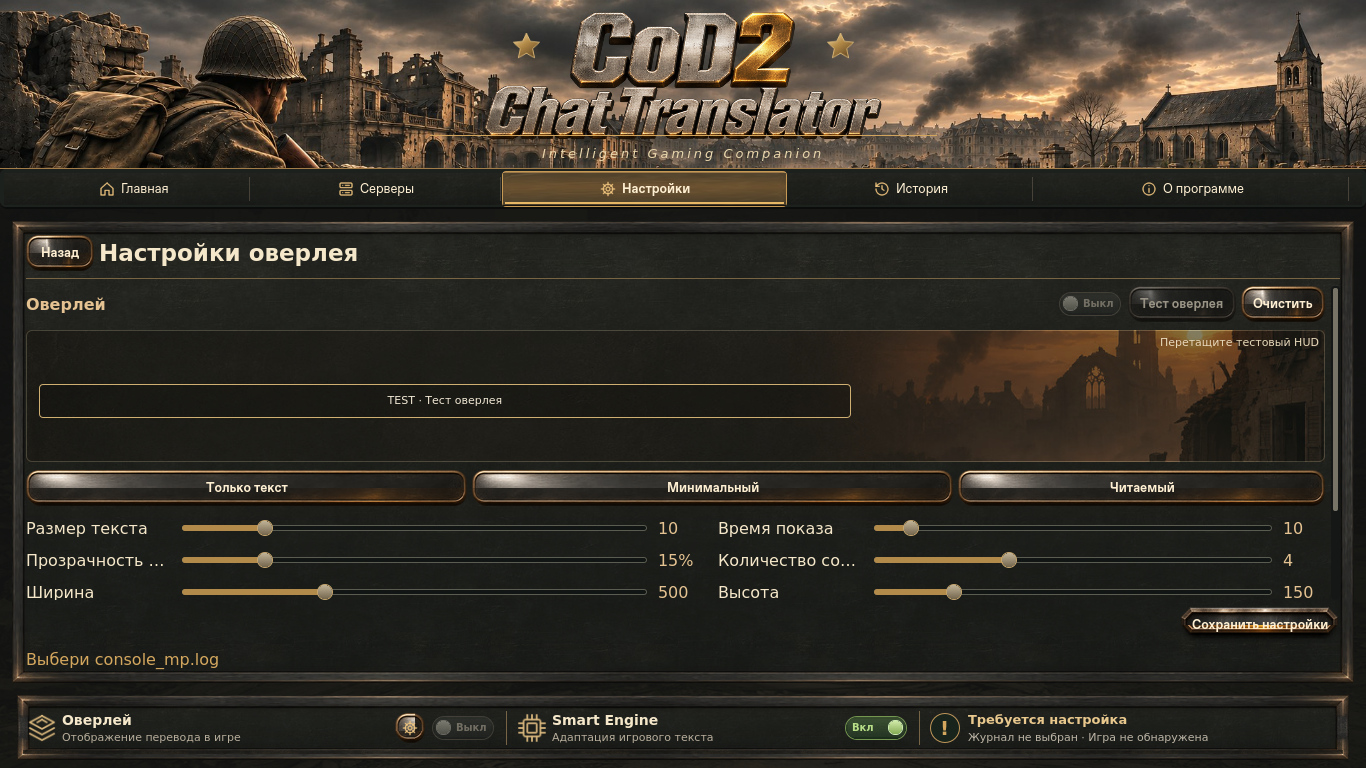 CoD2
Chat Translator
Intelligent Gaming Companion
Главная
Серверы
Настройки
История
О программе
Назад
Настройки оверлея
Оверлей
Выкл
Тест оверлея
Очистить
Перетащите тестовый HUD
TEST · Тест оверлея
Только текст
Минимальный
Читаемый
Размер текста
10
Время показа
10
Прозрачность ...
15%
Количество со...
4
Ширина
500
Высота
150
Сохранить настройки
Выбери console_mp.log
Оверлей
Отображение перевода в игре
Выкл
Smart Engine
Адаптация игрового текста
Вкл
Требуется настройка
Журнал не выбран · Игра не обнаружена